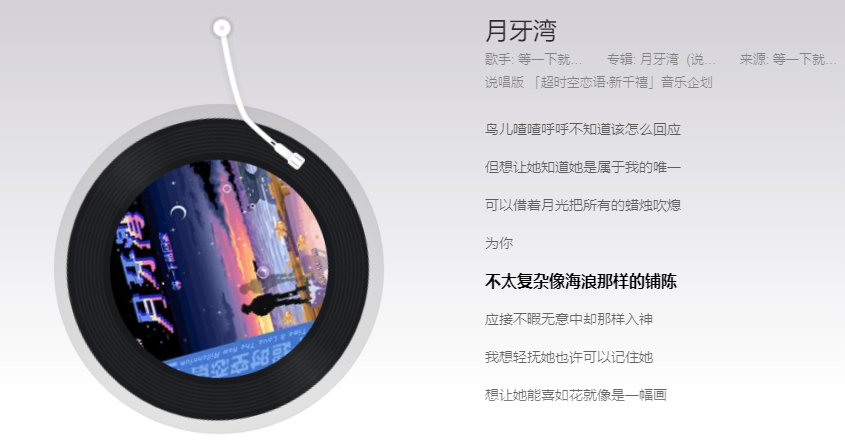 月牙湾
歌手: 等一下就… 专辑: 月牙湾（说… 来源: 等一下就…
说唱版 「超时空恋语·新千禧」音乐企划
鸟儿喳喳呼呼不知道该怎么回应
但想让她知道她是属于我的唯一
可以借着月光把所有的蜡烛吹熄
为你
不太复杂像海浪那样的铺陈
应接不暇无意中却那样入神
我想轻抚她也许可以记住她
想让她能喜如花就像是一幅画
月牙湾